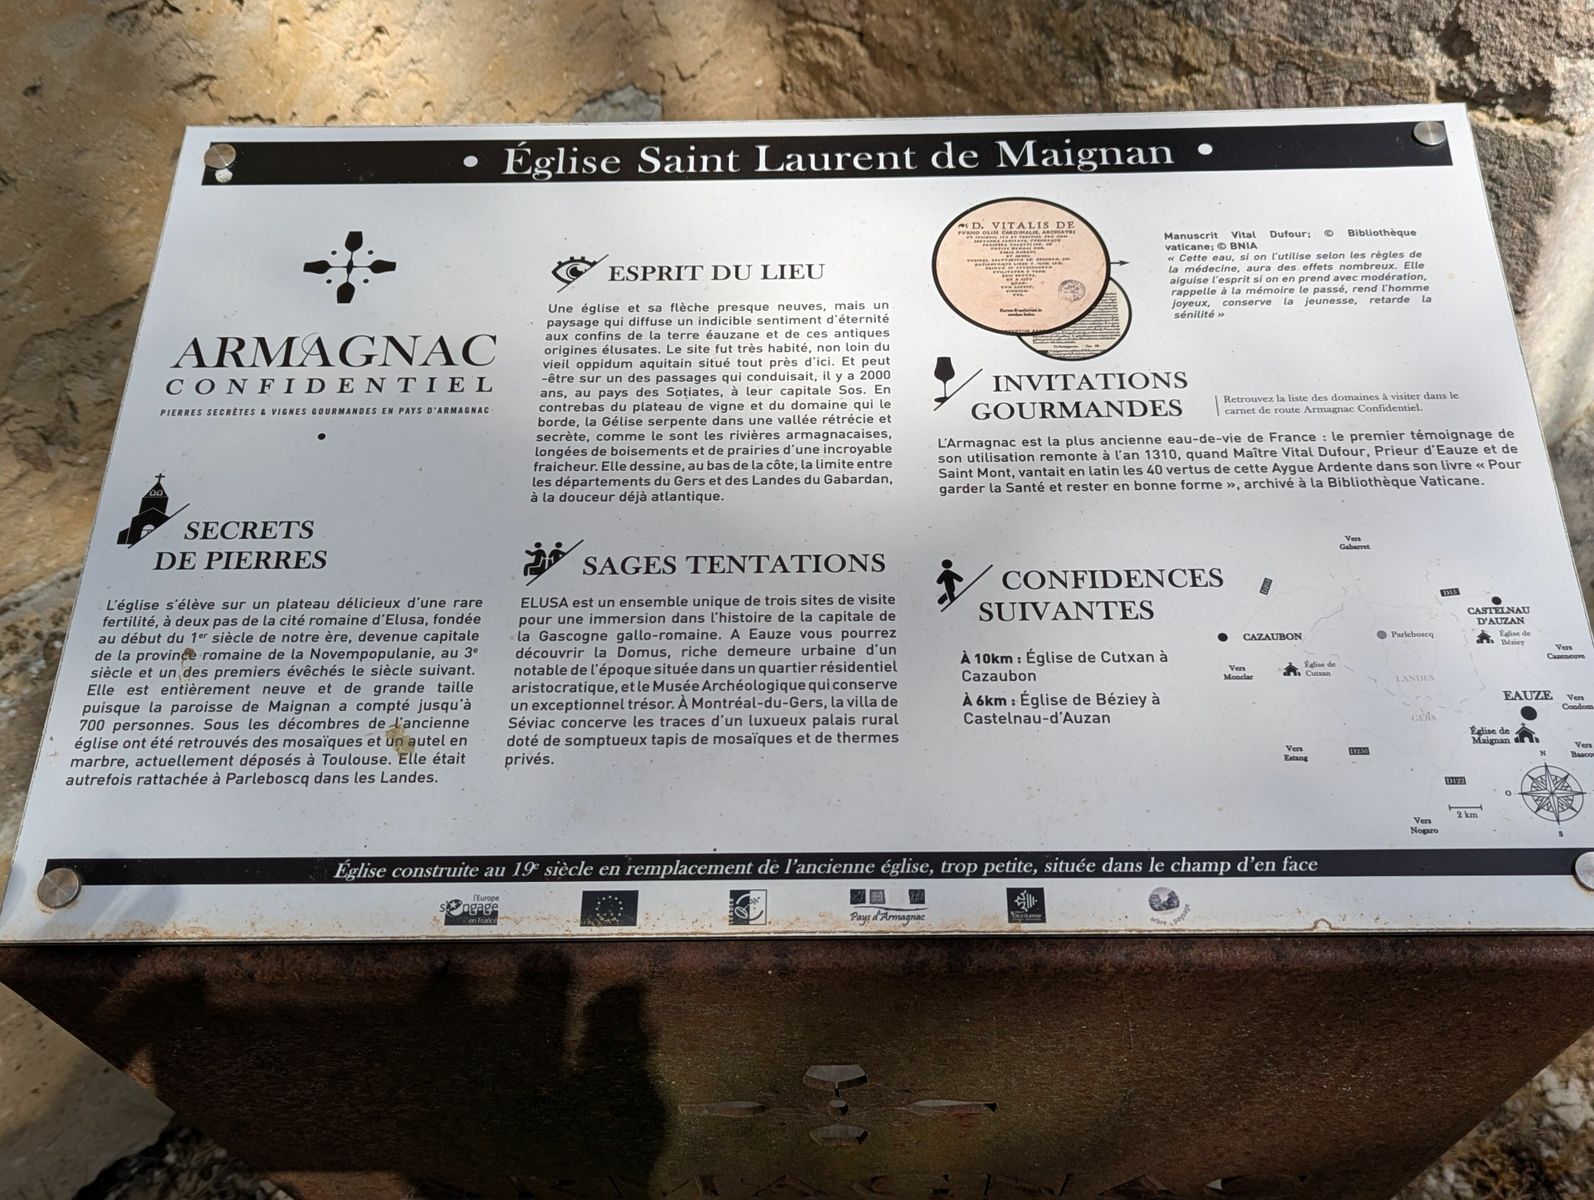 • Église Saint Laurent de Maignan •
ARMAGNAC
CONFIDENTIEL
PIERRES SECRÈTES & VIGNES GOURMANDES EN PAYS D'ARMAGNAC
SECRETS
DE PIERRES
L'église s'élève sur un plateau délicieux d'une rare
fertilité, à deux pas de la cité romaine d'Elusa, fondée
au début du 1er siècle de notre ère, devenue capitale
de la province romaine de la Novempopulanie, au 3e
siècle et un des premiers évêchés le siècle suivant.
Elle est entièrement neuve et de grande taille
puisque la paroisse de Maignan a compté jusqu'à
700 personnes. Sous les décombres de l'ancienne
église ont été retrouvés des mosaïques et un autel en
marbre, actuellement déposés à Toulouse. Elle était
autrefois rattachée à Parleboscq dans les Landes.
ESPRIT DU LIEU
Une église et sa flèche presque neuves, mais un
paysage qui diffuse un indicible sentiment d'éternité
aux confins de la terre éauzane et de ces antiques
origines élusates. Le site fut très habité, non loin du
vieil oppidum aquitain situé tout près d'ici. Et peut
-être sur un des passages qui conduisait, il y a 2000
ans, au pays des Sotiates, à leur capitale Sos. En
contrebas du plateau de vigne et du domaine qui le
borde, la Gélise serpente dans une vallée rétrécie et
secrète, comme le sont les rivières armagnacaises,
longées de boisements et de prairies d'une incroyable
fraicheur. Elle dessine, au bas de la côte, la limite entre
les départements du Gers et des Landes du Gabardan,
à la douceur déjà atlantique.
SAGES TENTATIONS
ELUSA est un ensemble unique de trois sites de visite
pour une immersion dans l'histoire de la capitale de
la Gascogne gallo-romaine. A Eauze vous pourrez
découvrir la Domus, riche demeure urbaine d'un
notable de l'époque située dans un quartier résidentiel
aristocratique, et le Musée Archéologique qui conserve
un exceptionnel trésor. À Montréal-du-Gers, la villa de
Séviac concerve les traces d'un luxueux palais rural
doté de somptueux tapis de mosaïques et de thermes
privés.
D. VITALIS DE
Manuscrit Vital Dufour; © Bibliothèque
vaticane; © BNIA
« Cette eau, si on l'utilise selon les règles de
la médecine, aura des effets nombreux. Elle
aiguise l'esprit si on en prend avec modération,
rappelle à la mémoire le passé, rend l'homme
joyeux, conserve la jeunesse, retarde la
sénilité »
INVITATIONS
GOURMANDES
Retrouvez la liste des domaines à visiter dans le
carnet de route Armagnac Confidentiel.
L'Armagnac est la plus ancienne eau-de-vie de France : le premier témoignage de
son utilisation remonte à l'an 1310, quand Maître Vital Dufour, Prieur d'Eauze et de
Saint Mont, vantait en latin les 40 vertus de cette Aygue Ardente dans son livre « Pour
garder la Santé et rester en bonne forme », archivé à la Bibliothèque Vaticane.
CONFIDENCES
SUIVANTES
À 10km : Église de Cutxan à
Cazaubon
À 6km : Église de Béziey à
Castelnau-d'Auzan
Vers
Gabarret
CASTELNAU
D'AUZAN
CAZAUBON
Parleboscq
Église de
Béziey
Vers
Cazeneuve
Vers
Monclar
Église de
Cutxan
LANDES
EAUZE
Vers
Condom
GERS
Église de
Maignan
Vers
Estang
D250
Vers
N
O
S
D122
2 km
Vers
Nogaro
Église construite au 19e siècle en remplacement de l'ancienne église, trop petite, située dans le champ d'en face
l'Europe
s'engage
en France
Pays d'Armagnac
Occitanie
arbre & paysage